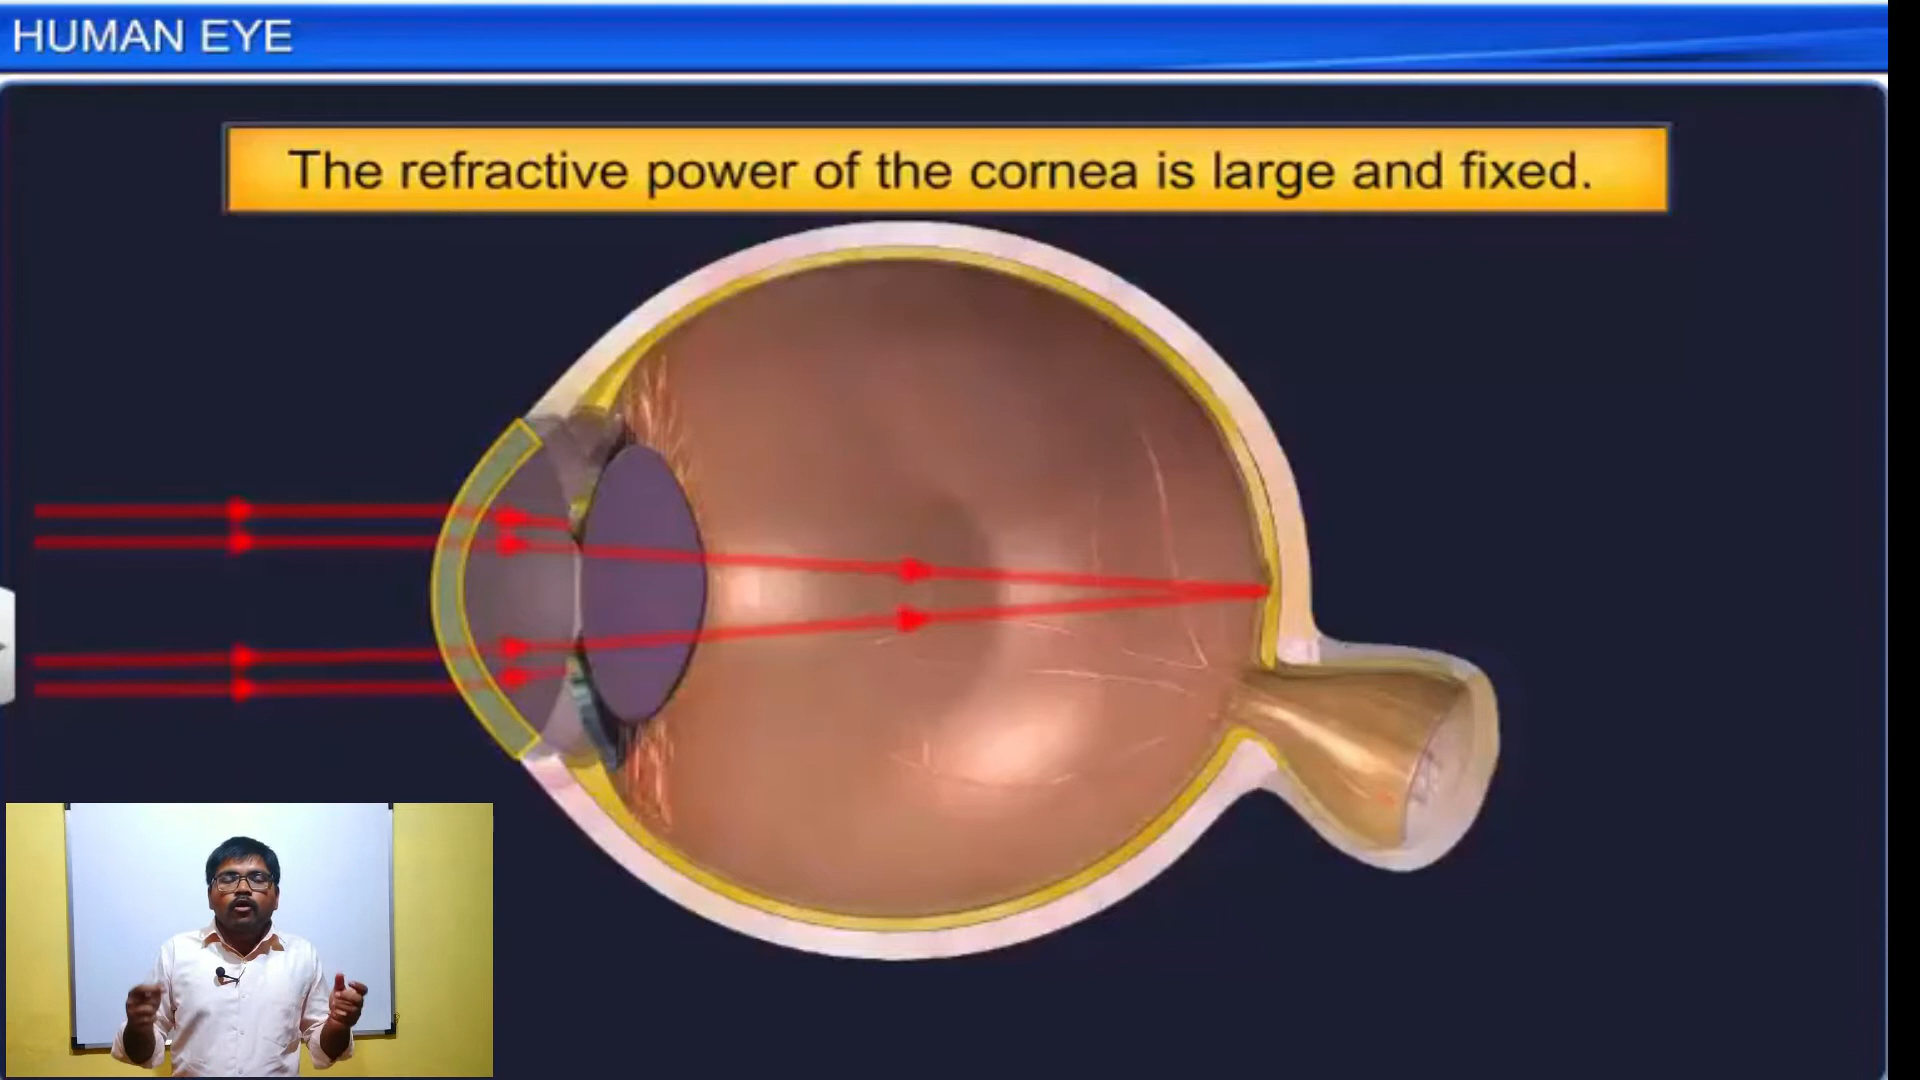 HUMAN EYE
The refractive power of the cornea is large and fixed.